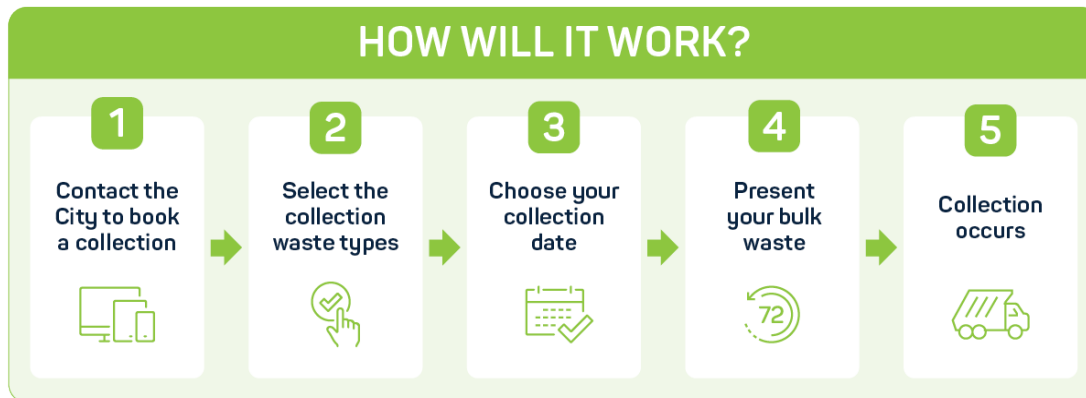 HOW WILL IT WORK?
1
Contact the
City to book
a collection
2
Select the
collection
waste types
3
Choose your
collection
date
4
Present
your bulk
waste
72
5
Collection
occurs